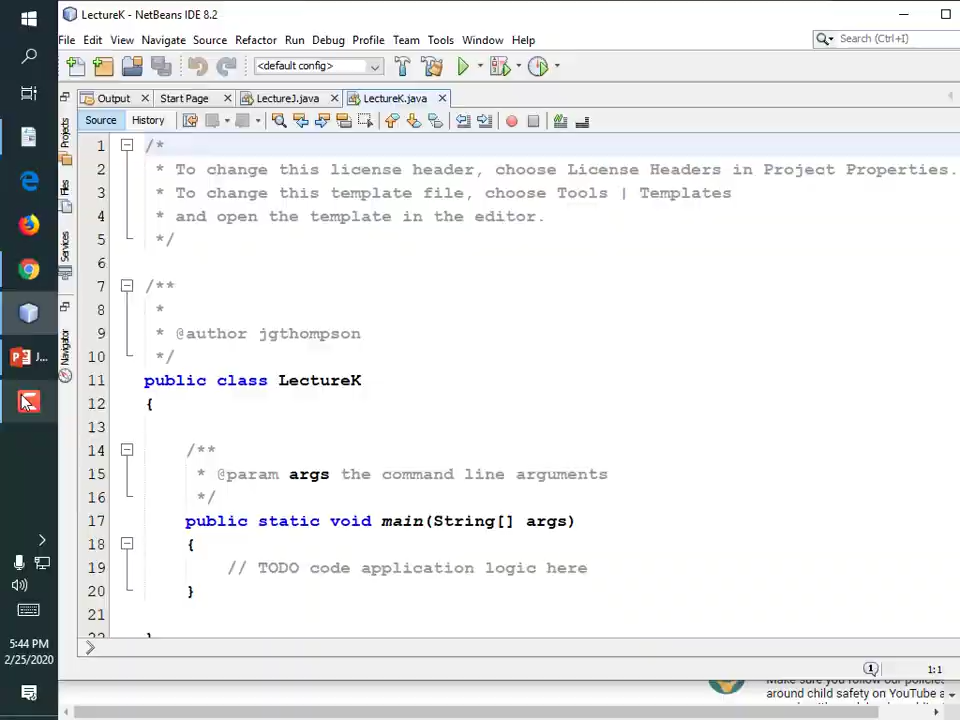 LectureK - NetBeans IDE 8.2
File Edit View Navigate Source Refactor Run Debug Profile Team Tools Window Help
Search (Ctrl+I)
<default config>
Output Start Page LectureJ.java LectureK.java
Source History
Projects
Files
Services
Navigator
1 /*
2 * To change this license header, choose License Headers in Project Properties.
3 * To change this template file, choose Tools | Templates
4 * and open the template in the editor.
5 */
6
7 /**
8 *
9 * @author jgthompson
10 */
11 public class LectureK
12 {
13
14 /**
15 * @param args the command line arguments
16 */
17 public static void main(String[] args)
18 {
19 // TODO code application logic here
20 }
21
22 }
J...
5:44 PM
2/25/2020
1
1:1
Make sure you follow our policies
around child safety on YouTube a